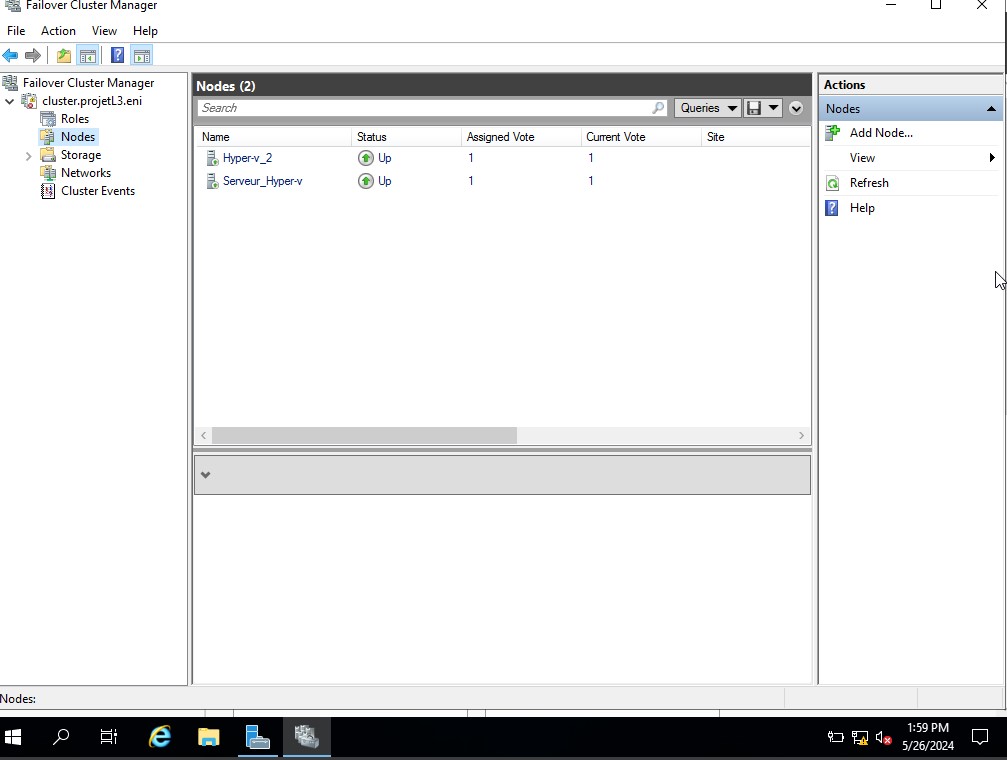 Failover Cluster Manager
File Action View Help
Failover Cluster Manager
cluster.projetL3.eni
Roles
Nodes
Storage
Networks
Cluster Events
Nodes (2)
Search
Queries
Name Status Assigned Vote Current Vote Site
Hyper-v_2 Up 1 1
Serveur_Hyper-v Up 1 1
Actions
Nodes
Add Node...
View
Refresh
Help
Nodes:
1:59 PM
5/26/2024